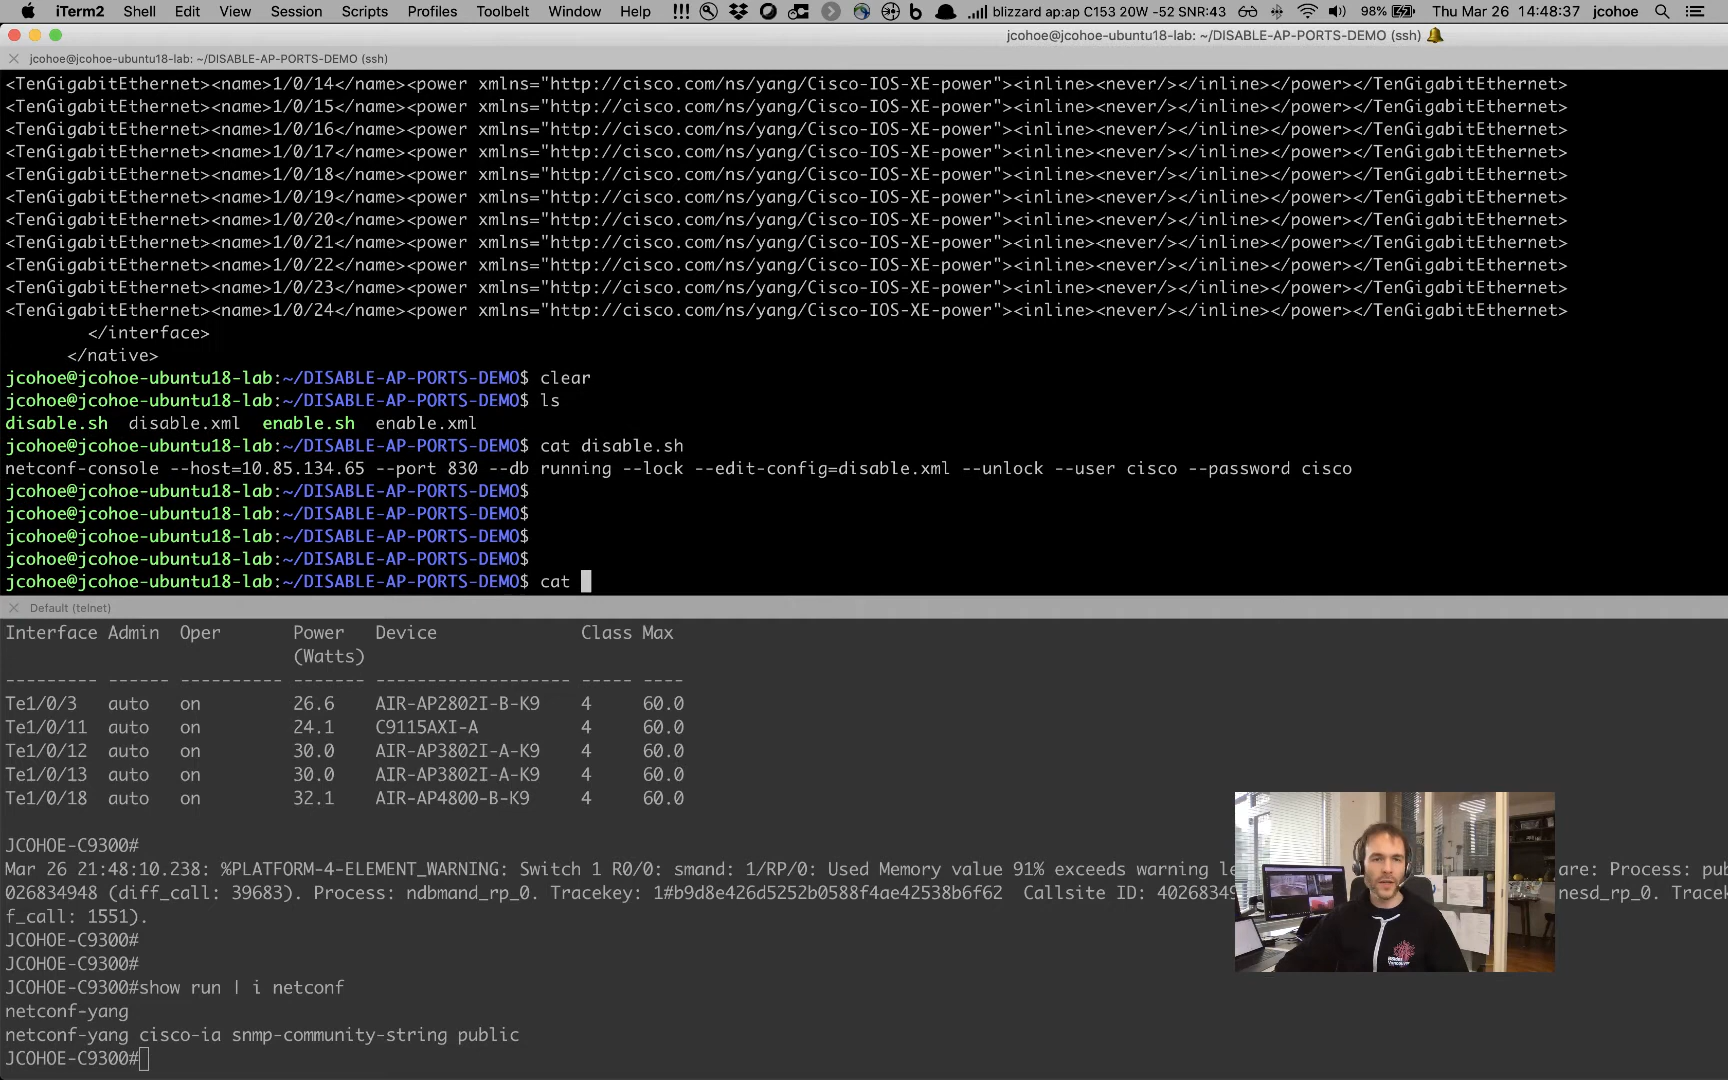 iTerm2 Shell Edit View Session Scripts Profiles Toolbelt Window Help !!! blizzard ap:ap C153 20W -52 SNR:43 98% Thu Mar 26 14:48:37 jcohoe
jcohoe@jcohoe-ubuntu18-lab: ~/DISABLE-AP-PORTS-DEMO (ssh)
jcohoe@jcohoe-ubuntu18-lab: ~/DISABLE-AP-PORTS-DEMO (ssh)
<TenGigabitEthernet><name>1/0/14</name><power xmlns="http://cisco.com/ns/yang/Cisco-IOS-XE-power"><inline><never/></inline></power></TenGigabitEthernet>
<TenGigabitEthernet><name>1/0/15</name><power xmlns="http://cisco.com/ns/yang/Cisco-IOS-XE-power"><inline><never/></inline></power></TenGigabitEthernet>
<TenGigabitEthernet><name>1/0/16</name><power xmlns="http://cisco.com/ns/yang/Cisco-IOS-XE-power"><inline><never/></inline></power></TenGigabitEthernet>
<TenGigabitEthernet><name>1/0/17</name><power xmlns="http://cisco.com/ns/yang/Cisco-IOS-XE-power"><inline><never/></inline></power></TenGigabitEthernet>
<TenGigabitEthernet><name>1/0/18</name><power xmlns="http://cisco.com/ns/yang/Cisco-IOS-XE-power"><inline><never/></inline></power></TenGigabitEthernet>
<TenGigabitEthernet><name>1/0/19</name><power xmlns="http://cisco.com/ns/yang/Cisco-IOS-XE-power"><inline><never/></inline></power></TenGigabitEthernet>
<TenGigabitEthernet><name>1/0/20</name><power xmlns="http://cisco.com/ns/yang/Cisco-IOS-XE-power"><inline><never/></inline></power></TenGigabitEthernet>
<TenGigabitEthernet><name>1/0/21</name><power xmlns="http://cisco.com/ns/yang/Cisco-IOS-XE-power"><inline><never/></inline></power></TenGigabitEthernet>
<TenGigabitEthernet><name>1/0/22</name><power xmlns="http://cisco.com/ns/yang/Cisco-IOS-XE-power"><inline><never/></inline></power></TenGigabitEthernet>
<TenGigabitEthernet><name>1/0/23</name><power xmlns="http://cisco.com/ns/yang/Cisco-IOS-XE-power"><inline><never/></inline></power></TenGigabitEthernet>
<TenGigabitEthernet><name>1/0/24</name><power xmlns="http://cisco.com/ns/yang/Cisco-IOS-XE-power"><inline><never/></inline></power></TenGigabitEthernet>
</interface>
</native>
jcohoe@jcohoe-ubuntu18-lab:~/DISABLE-AP-PORTS-DEMO$ clear
jcohoe@jcohoe-ubuntu18-lab:~/DISABLE-AP-PORTS-DEMO$ ls
disable.sh disable.xml enable.sh enable.xml
jcohoe@jcohoe-ubuntu18-lab:~/DISABLE-AP-PORTS-DEMO$ cat disable.sh
netconf-console --host=10.85.134.65 --port 830 --db running --lock --edit-config=disable.xml --unlock --user cisco --password cisco
jcohoe@jcohoe-ubuntu18-lab:~/DISABLE-AP-PORTS-DEMO$
jcohoe@jcohoe-ubuntu18-lab:~/DISABLE-AP-PORTS-DEMO$
jcohoe@jcohoe-ubuntu18-lab:~/DISABLE-AP-PORTS-DEMO$
jcohoe@jcohoe-ubuntu18-lab:~/DISABLE-AP-PORTS-DEMO$
jcohoe@jcohoe-ubuntu18-lab:~/DISABLE-AP-PORTS-DEMO$ cat
Default (telnet)
Interface Admin Oper Power Device Class Max
(Watts)
--------- ------ ---------- ------- ------------------- ----- ----
Te1/0/3 auto on 26.6 AIR-AP2802I-B-K9 4 60.0
Te1/0/11 auto on 24.1 C9115AXI-A 4 60.0
Te1/0/12 auto on 30.0 AIR-AP3802I-A-K9 4 60.0
Te1/0/13 auto on 30.0 AIR-AP3802I-A-K9 4 60.0
Te1/0/18 auto on 32.1 AIR-AP4800-B-K9 4 60.0
JCOHOE-C9300#
Mar 26 21:48:10.238: %PLATFORM-4-ELEMENT_WARNING: Switch 1 R0/0: smand: 1/RP/0: Used Memory value 91% exceeds warning le are: Process: pub
026834948 (diff_call: 39683). Process: ndbmand_rp_0. Tracekey: 1#b9d8e426d5252b0588f4ae42538b6f62 Callsite ID: 40268349 nesd_rp_0. Tracek
f_call: 1551).
JCOHOE-C9300#
JCOHOE-C9300#
JCOHOE-C9300#show run | i netconf
netconf-yang
netconf-yang cisco-ia snmp-community-string public
JCOHOE-C9300#